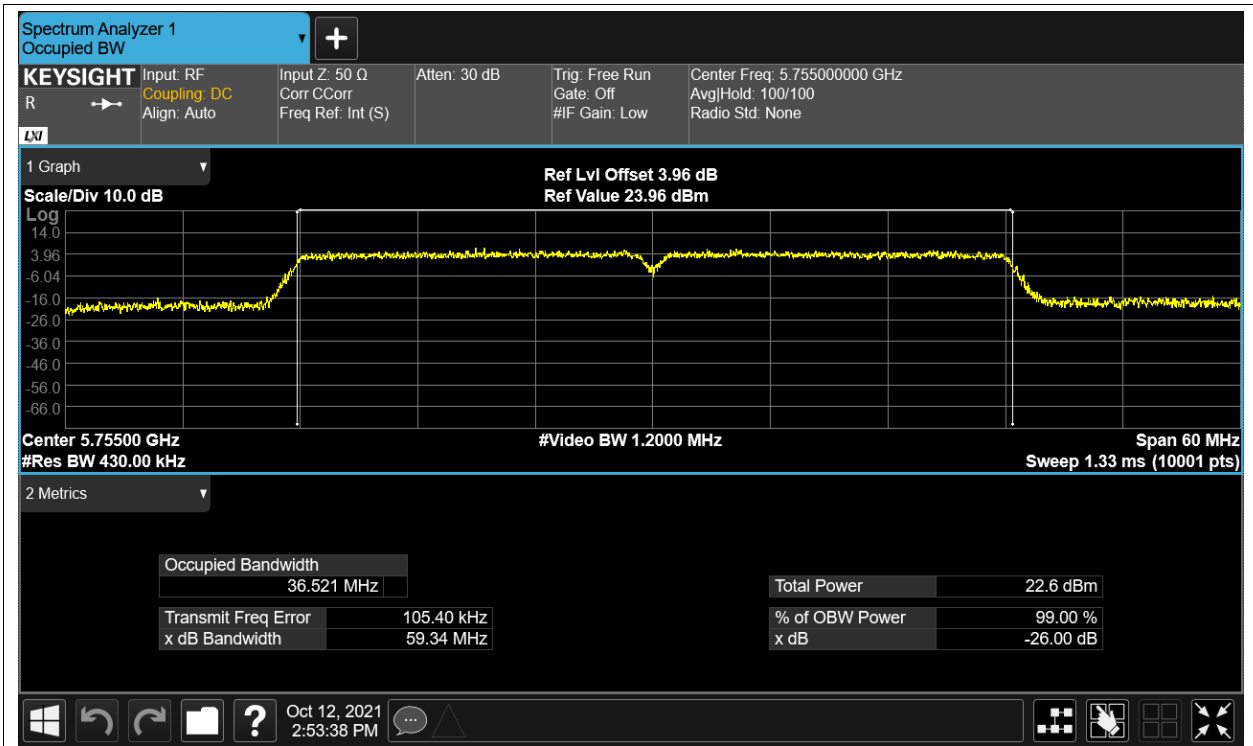 Spectrum Analyzer 1
Occupied BW
KEYSIGHT
R
LXI
Input: RF
Coupling: DC
Align: Auto
Input Z: 50 Ω
Corr CCorr
Freq Ref: Int (S)
Atten: 30 dB
Trig: Free Run
Gate: Off
#IF Gain: Low
Center Freq: 5.755000000 GHz
Avg|Hold: 100/100
Radio Std: None
1 Graph
Scale/Div 10.0 dB
Ref Lvl Offset 3.96 dB
Ref Value 23.96 dBm
Log
14.0
3.96
-6.04
-16.0
-26.0
-36.0
-46.0
-56.0
-66.0
Center 5.75500 GHz
#Video BW 1.2000 MHz
Span 60 MHz
#Res BW 430.00 kHz
Sweep 1.33 ms (10001 pts)
2 Metrics
Occupied Bandwidth
36.521 MHz
Total Power 22.6 dBm
Transmit Freq Error 105.40 kHz
% of OBW Power 99.00 %
x dB Bandwidth 59.34 MHz
x dB -26.00 dB
?
Oct 12, 2021
2:53:38 PM